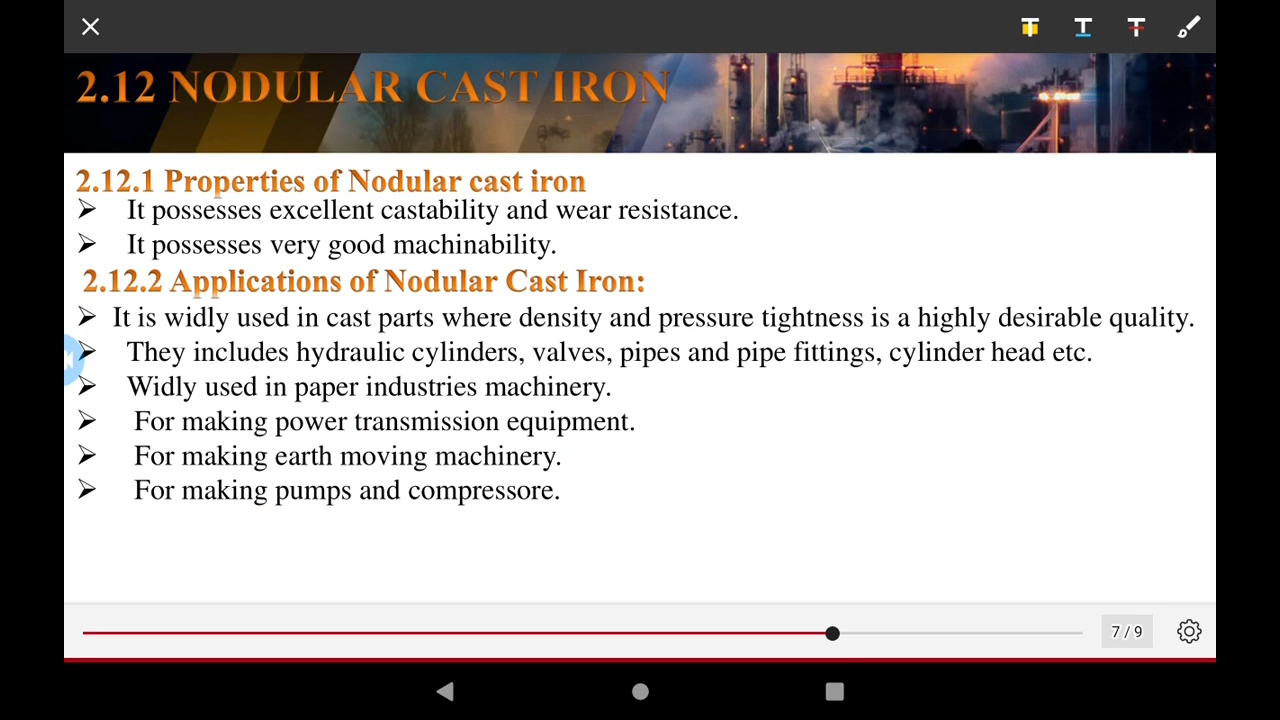 2.12 NODULAR CAST IRON
2.12.1 Properties of Nodular cast iron
➢ It possesses excellent castability and wear resistance.
➢ It possesses very good machinability.
2.12.2 Applications of Nodular Cast Iron:
➢ It is widly used in cast parts where density and pressure tightness is a highly desirable quality.
➢ They includes hydraulic cylinders, valves, pipes and pipe fittings, cylinder head etc.
➢ Widly used in paper industries machinery.
➢ For making power transmission equipment.
➢ For making earth moving machinery.
➢ For making pumps and compressore.
7 / 9